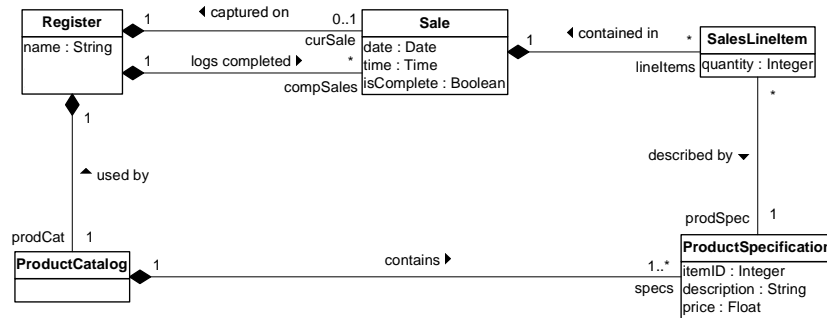 Register
name : String
1
captured on
0..1
curSale
1
logs completed
*
compSales
Sale
date : Date
time : Time
isComplete : Boolean
1
contained in
*
lineItems
SalesLineItem
quantity : Integer
1
used by
prodCat
1
*
described by
prodSpec
1
ProductCatalog
1
contains
1..*
specs
ProductSpecification
itemID : Integer
description : String
price : Float